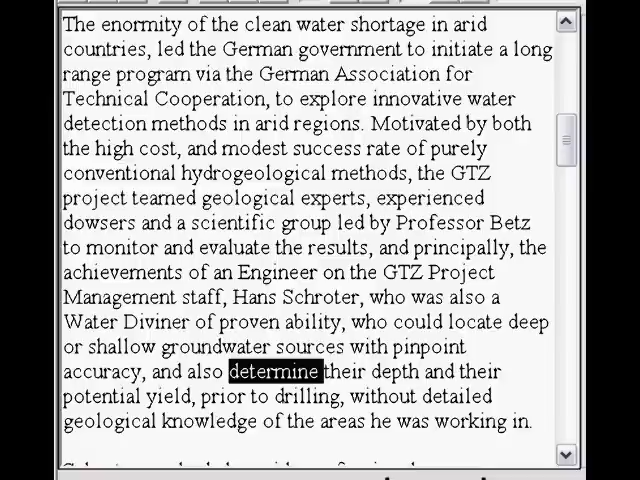 The enormity of the clean water shortage in arid
countries, led the German government to initiate a long
range program via the German Association for
Technical Cooperation, to explore innovative water
detection methods in arid regions. Motivated by both
the high cost, and modest success rate of purely
conventional hydrogeological methods, the GTZ
project teamed geological experts, experienced
dowsers and a scientific group led by Professor Betz
to monitor and evaluate the results, and principally, the
achievements of an Engineer on the GTZ Project
Management staff, Hans Schroter, who was also a
Water Diviner of proven ability, who could locate deep
or shallow groundwater sources with pinpoint
accuracy, and also determine their depth and their
potential yield, prior to drilling, without detailed
geological knowledge of the areas he was working in.